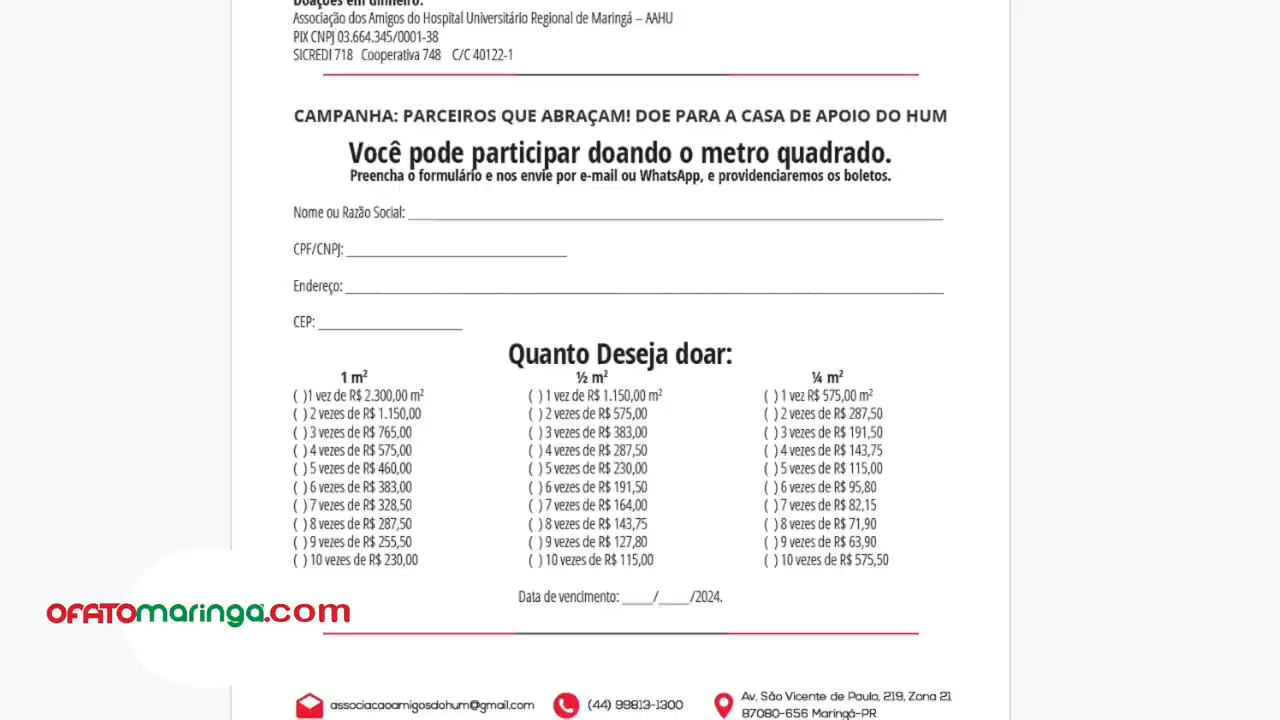 Doações em dinheiro:
Associação dos Amigos do Hospital Universitário Regional de Maringá – AAHU
PIX CNPJ 03.664.345/0001-38
SICREDI 718 Cooperativa 748 C/C 40122-1
CAMPANHA: PARCEIROS QUE ABRAÇAM! DOE PARA A CASA DE APOIO DO HUM
Você pode participar doando o metro quadrado.
Preencha o formulário e nos envie por e-mail ou WhatsApp, e providenciaremos os boletos.
Nome ou Razão Social: ____________________
CPF/CNPJ: ____________________
Endereço: ____________________
CEP: ____________________
Quanto Deseja doar:
1 m²
( )1 vez de R$ 2.300,00 m²
( ) 2 vezes de R$ 1.150,00
( ) 3 vezes de R$ 765,00
( ) 4 vezes de R$ 575,00
( ) 5 vezes de R$ 460,00
( ) 6 vezes de R$ 383,00
( ) 7 vezes de R$ 328,50
( ) 8 vezes de R$ 287,50
( ) 9 vezes de R$ 255,50
( ) 10 vezes de R$ 230,00
½ m²
( ) 1 vez de R$ 1.150,00 m²
( ) 2 vezes de R$ 575,00
( ) 3 vezes de R$ 383,00
( ) 4 vezes de R$ 287,50
( ) 5 vezes de R$ 230,00
( ) 6 vezes de R$ 191,50
( ) 7 vezes de R$ 164,00
( ) 8 vezes de R$ 143,75
( ) 9 vezes de R$ 127,80
( ) 10 vezes de R$ 115,00
¼ m²
( ) 1 vez R$ 575,00 m²
( ) 2 vezes de R$ 287,50
( ) 3 vezes de R$ 191,50
( ) 4 vezes de R$ 143,75
( ) 5 vezes de R$ 115,00
( ) 6 vezes de R$ 95,80
( ) 7 vezes de R$ 82,15
( ) 8 vezes de R$ 71,90
( ) 9 vezes de R$ 63,90
( ) 10 vezes de R$ 575,50
Data de vencimento: _____/_____/2024.
OFATOmaringa.com
associacaoamigosdohum@gmail.com
(44) 99813-1300
Av. São Vicente de Paulo, 219, Zona 21
87080-656 Maringá-PR